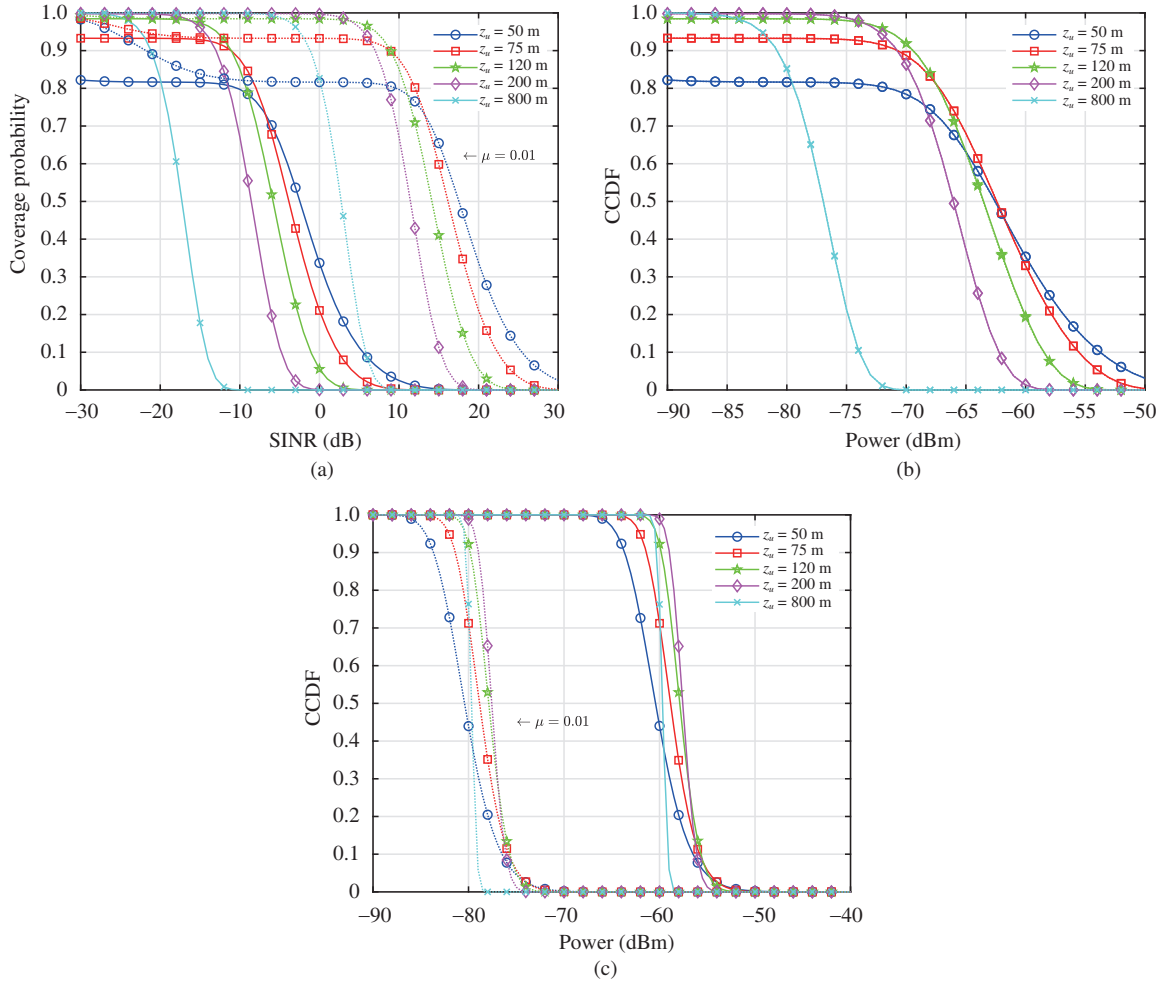 1.0
0.9
0.8
0.7
0.6
0.5
0.4
0.3
0.2
0.1
0
Coverage probability
−30
−20
−10
0
10
20
30
SINR (dB)
z_u = 50 m
z_u = 75 m
z_u = 120 m
z_u = 200 m
z_u = 800 m
← μ = 0.01
(a)
1.0
0.9
0.8
0.7
0.6
0.5
0.4
0.3
0.2
0.1
0
CCDF
−90
−85
−80
−74
−70
−65
−60
−56
−50
Power (dBm)
z_u = 50 m
z_u = 75 m
z_u = 120 m
z_u = 200 m
z_u = 800 m
(b)
1.0
0.9
0.8
0.7
0.6
0.5
0.4
0.3
0.2
0.1
0
CCDF
−90
−80
−70
−60
−50
−40
Power (dBm)
z_u = 50 m
z_u = 75 m
z_u = 120 m
z_u = 200 m
z_u = 800 m
← μ = 0.01
(c)